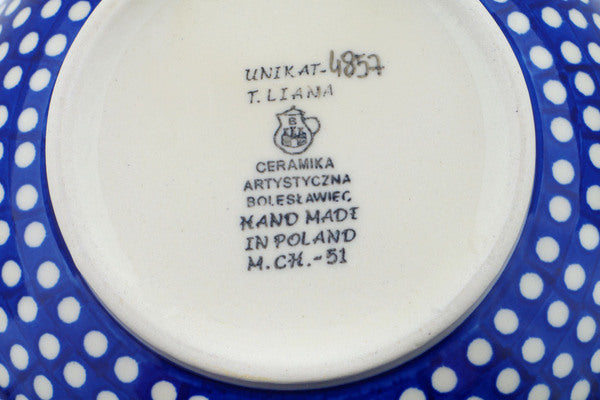 UNIKAT-4857
T. LIANA
B
CERAMIKA
ARTYSTYCZNA
BOLESŁAWIEC
HAND MADE
IN POLAND
M.CH.-51